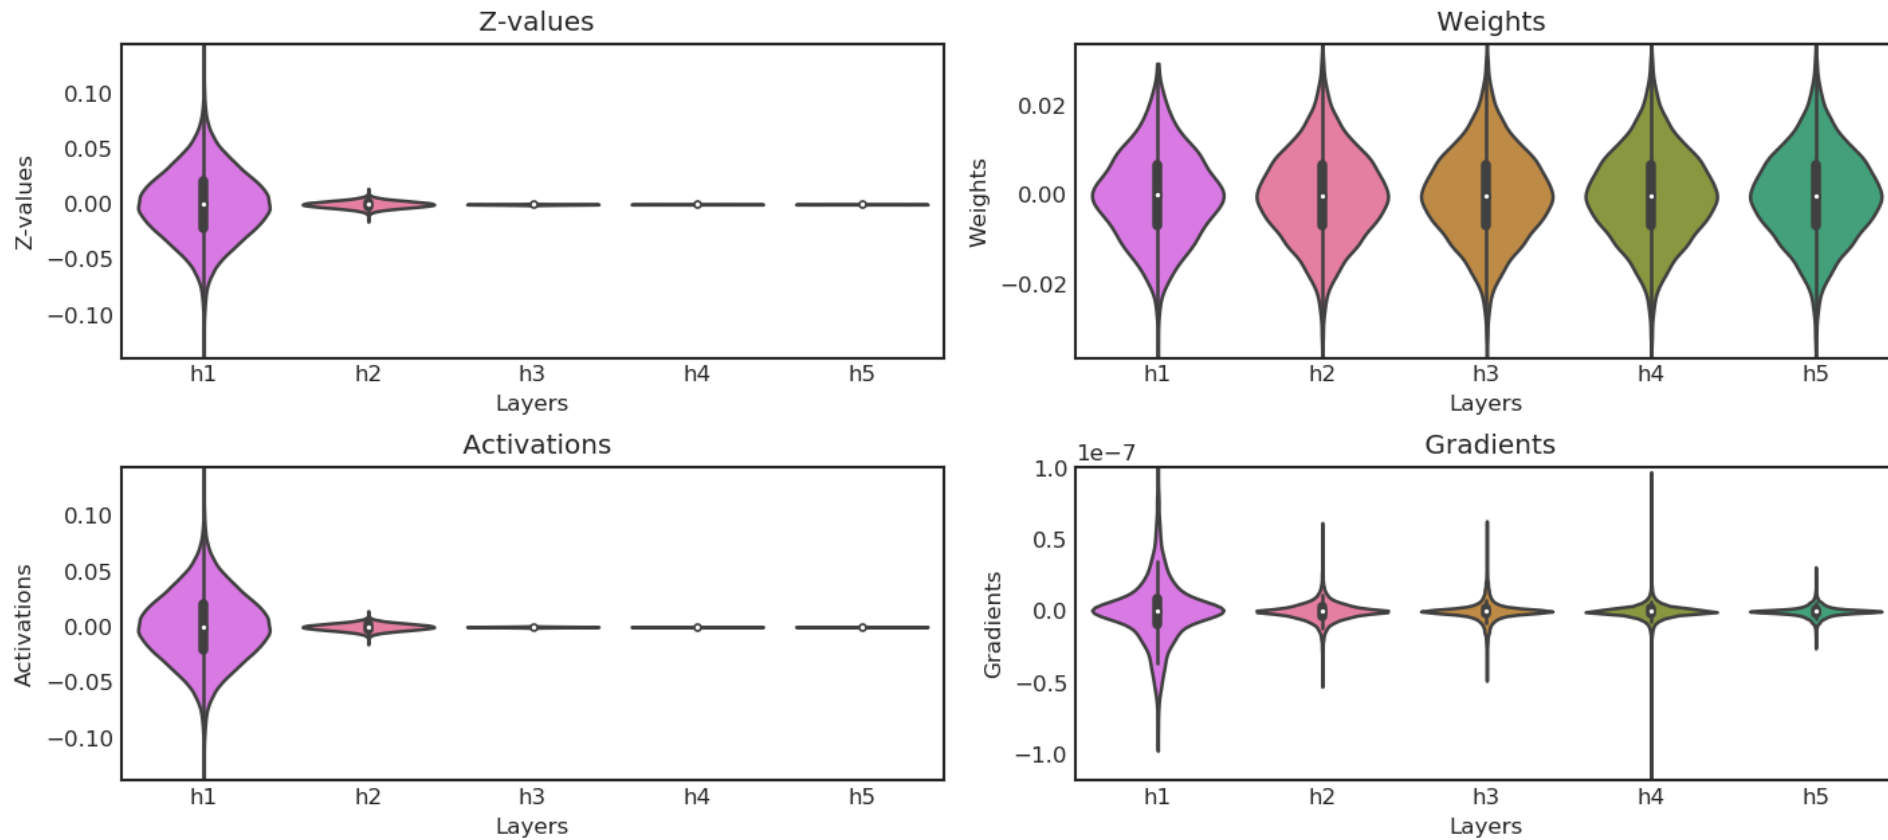 Z-values
Z-values
0.10
0.05
0.00
−0.05
−0.10
h1 h2 h3 h4 h5
Layers
Weights
Weights
0.02
0.00
−0.02
h1 h2 h3 h4 h5
Layers
Activations
Activations
0.10
0.05
0.00
−0.05
−0.10
h1 h2 h3 h4 h5
Layers
Gradients
1e−7
Gradients
1.0
0.5
0.0
−0.5
−1.0
h1 h2 h3 h4 h5
Layers